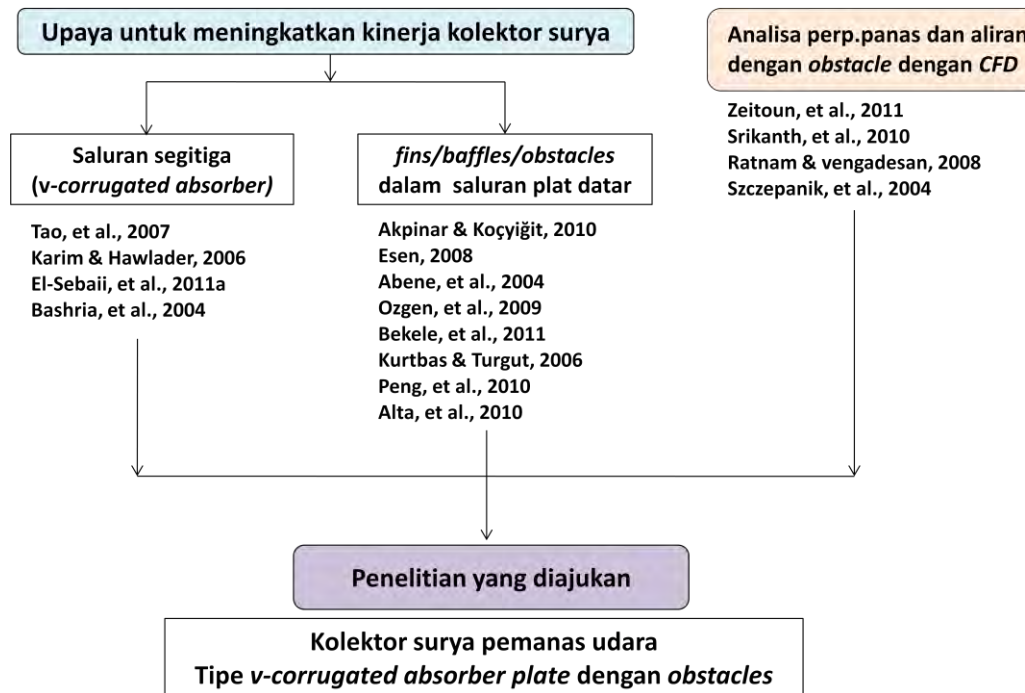 Upaya untuk meningkatkan kinerja kolektor surya
Analisa perp.panas dan aliran
dengan obstacle dengan CFD
Zeitoun, et al., 2011
Srikanth, et al., 2010
Ratnam & vengadesan, 2008
Szczepanik, et al., 2004
Saluran segitiga
(v-corrugated absorber)
Tao, et al., 2007
Karim & Hawlader, 2006
El-Sebaii, et al., 2011a
Bashria, et al., 2004
fins/baffles/obstacles
dalam saluran plat datar
Akpinar & Koçyiğit, 2010
Esen, 2008
Abene, et al., 2004
Ozgen, et al., 2009
Bekele, et al., 2011
Kurtbas & Turgut, 2006
Peng, et al., 2010
Alta, et al., 2010
Penelitian yang diajukan
Kolektor surya pemanas udara
Tipe v-corrugated absorber plate dengan obstacles